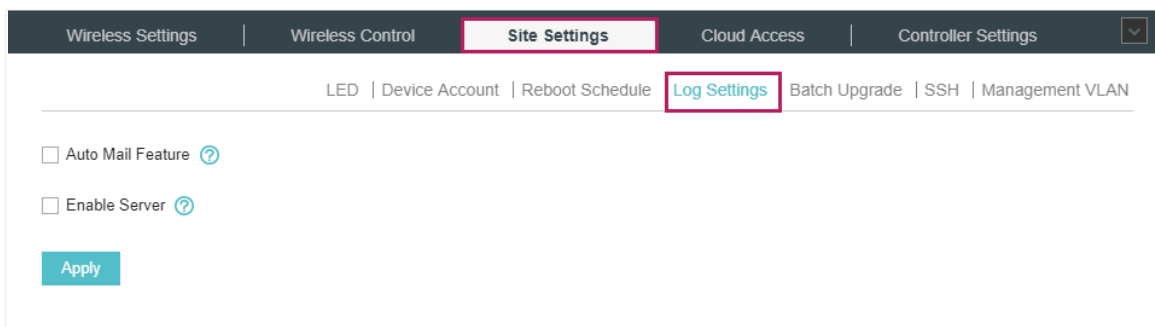 Wireless Settings | Wireless Control Site Settings Cloud Access | Controller Settings
LED | Device Account | Reboot Schedule Log Settings Batch Upgrade | SSH | Management VLAN
Auto Mail Feature ?
Enable Server ?
Apply